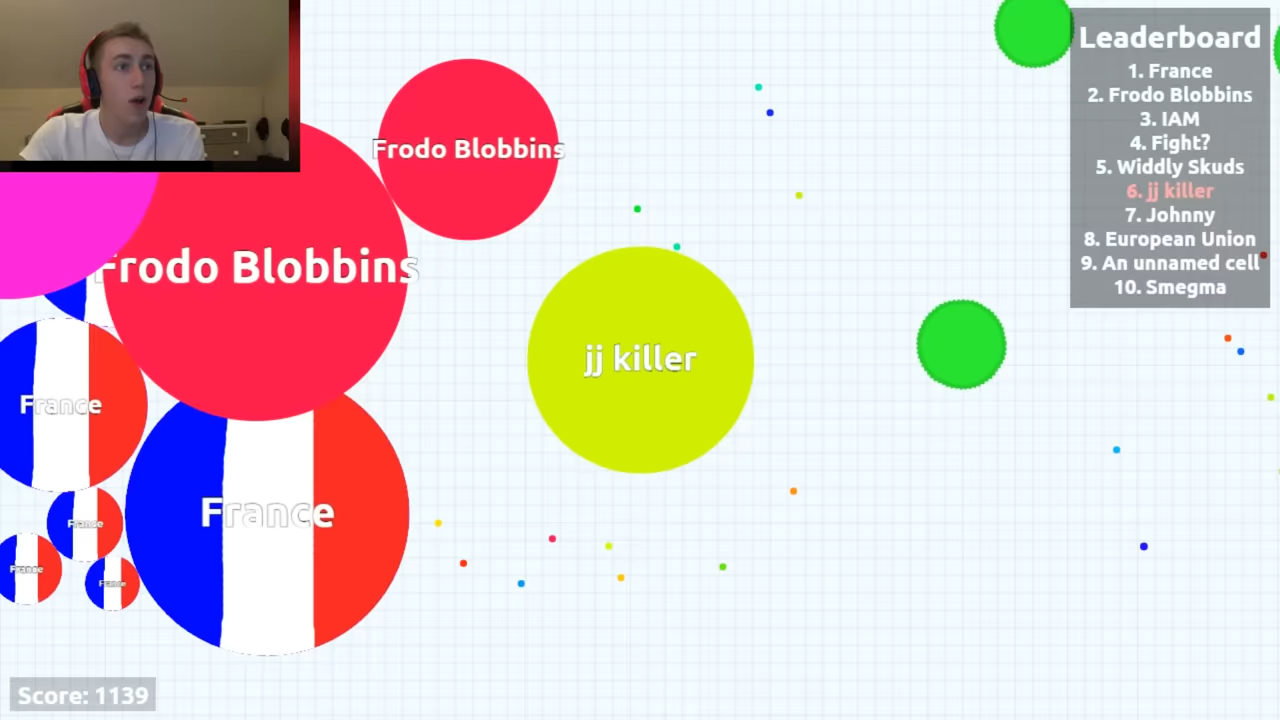 Leaderboard
1. France
2. Frodo Blobbins
3. IAM
4. Fight?
5. Widdly Skuds
6. jj killer
7. Johnny
8. European Union
9. An unnamed cell
10. Smegma
Frodo Blobbins
Frodo Blobbins
jj killer
France
France
France
France
France
Score: 1139